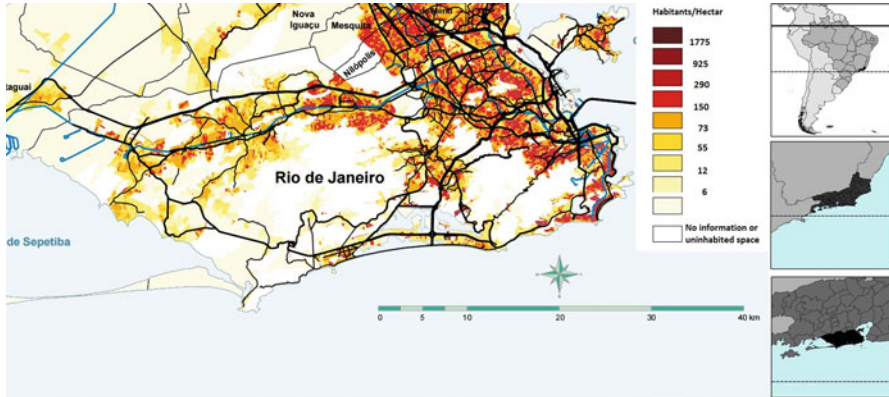 Nova
Iguaçu
Mesquita
Nilópolis
taguaí
Rio de Janeiro
de Sepetiba
0 5 10 20 30 40 km
Habitants/Hectar
1775
925
290
150
73
55
12
6
No information or
uninhabited space